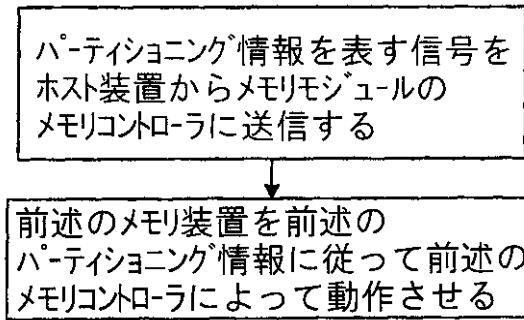 パーティショニング情報を表す信号を
ホスト装置からメモリモジュールの
メモリコントローラに送信する
前述のメモリ装置を前述の
パーティショニング情報に従って前述の
メモリコントローラによって動作させる